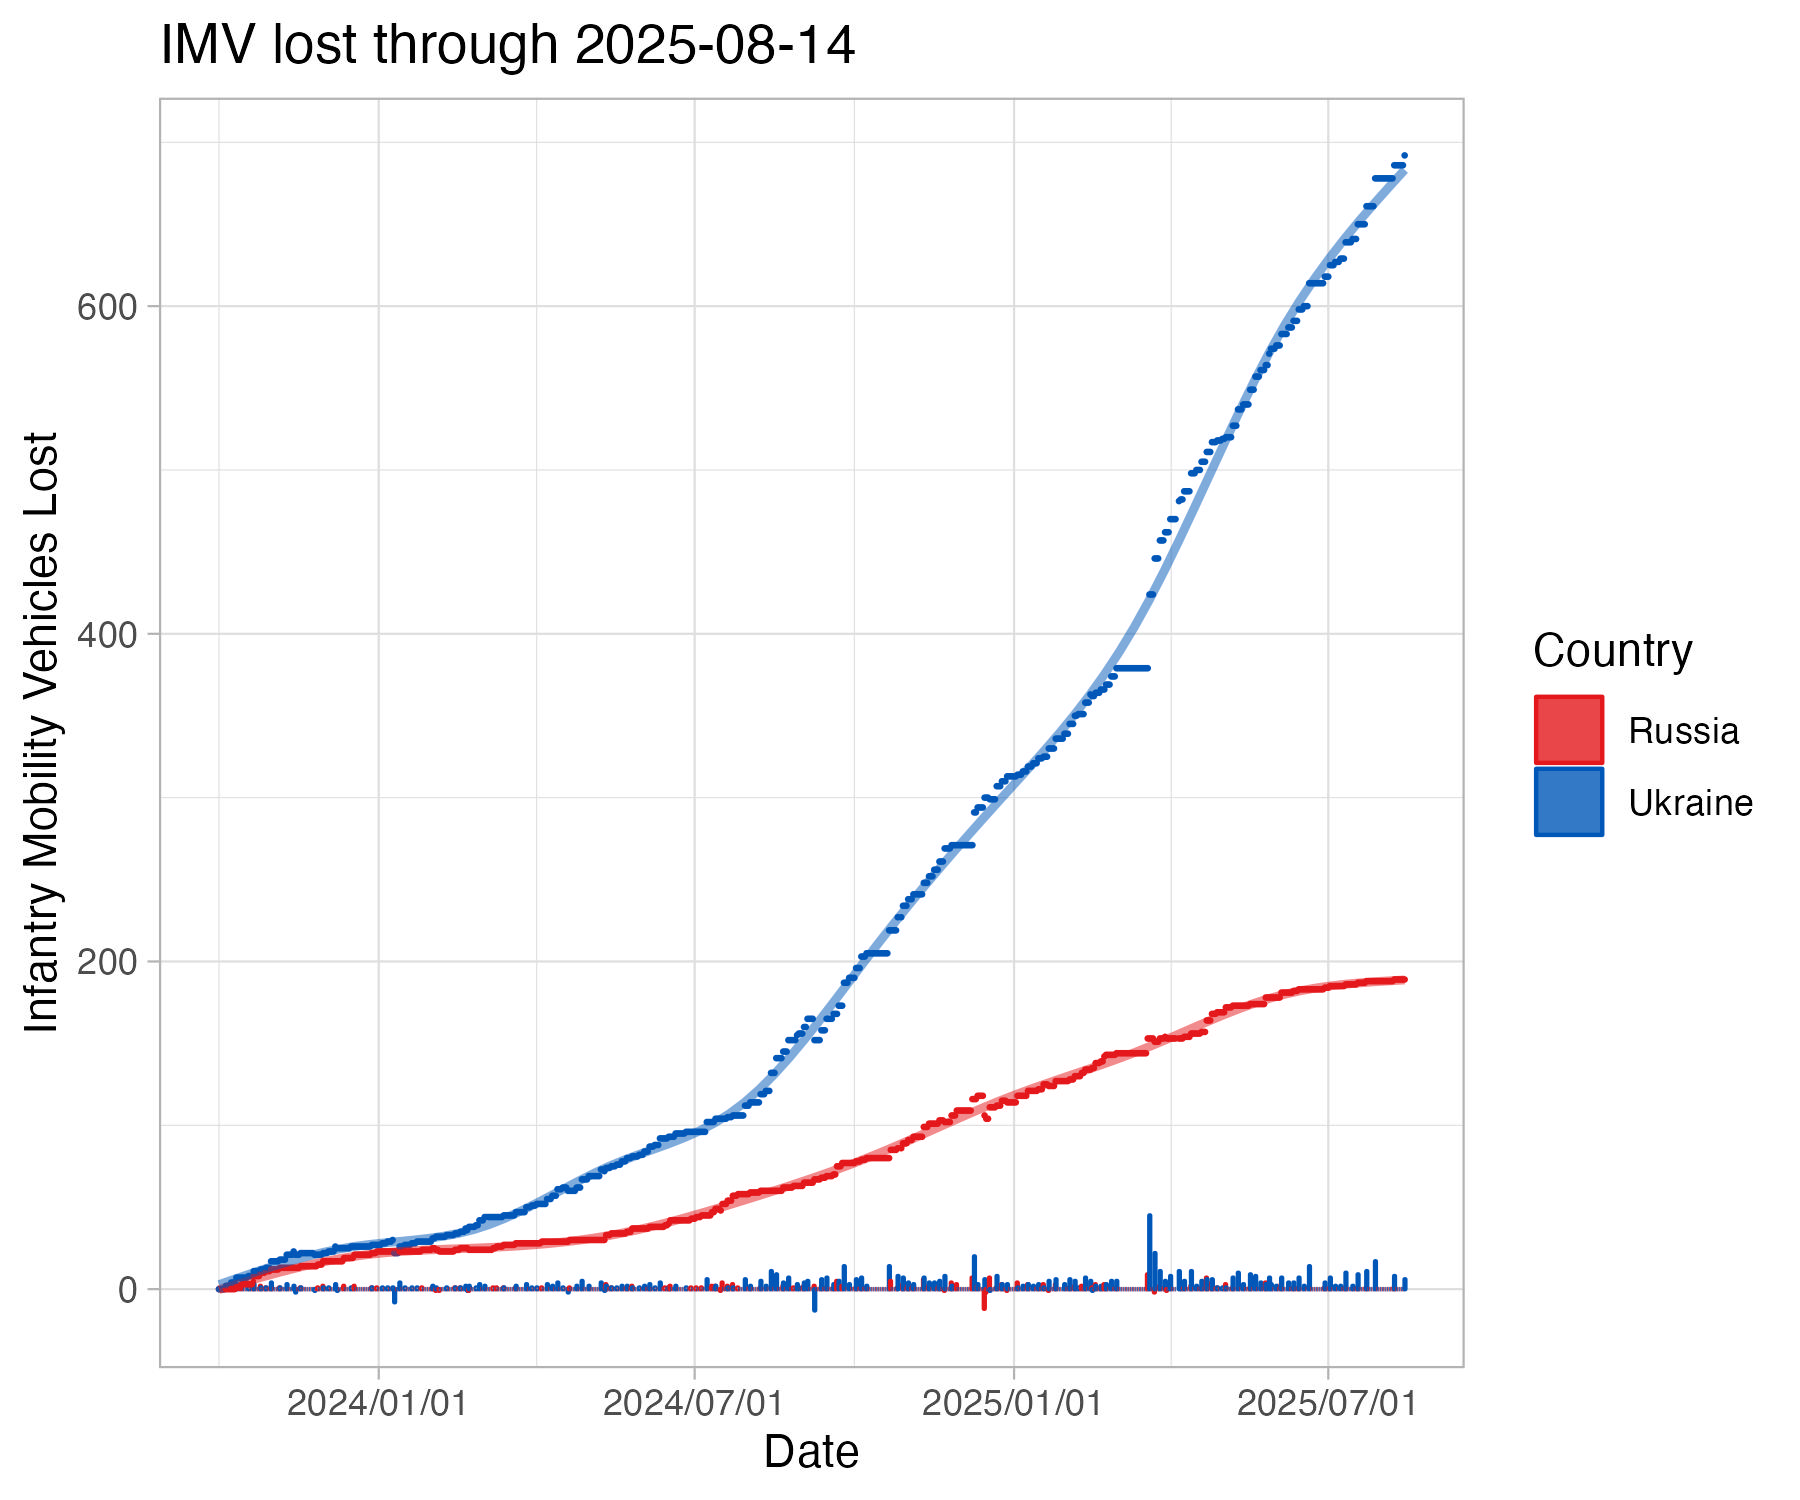 IMV lost through 2025-08-14
Infantry Mobility Vehicles Lost
600
400
200
0
2024/01/01
2024/07/01
2025/01/01
2025/07/01
Date
Country
Russia
Ukraine